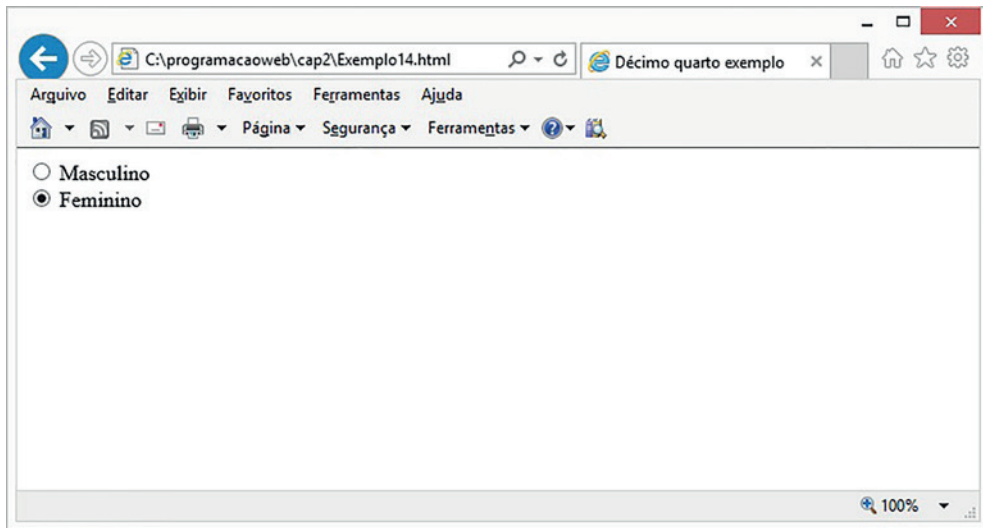 C:\programacaoweb\cap2\Exemplo14.html
Décimo quarto exemplo
Arquivo Editar Exibir Favoritos Ferramentas Ajuda
Página Segurança Ferramentas
Masculino
Feminino
100%